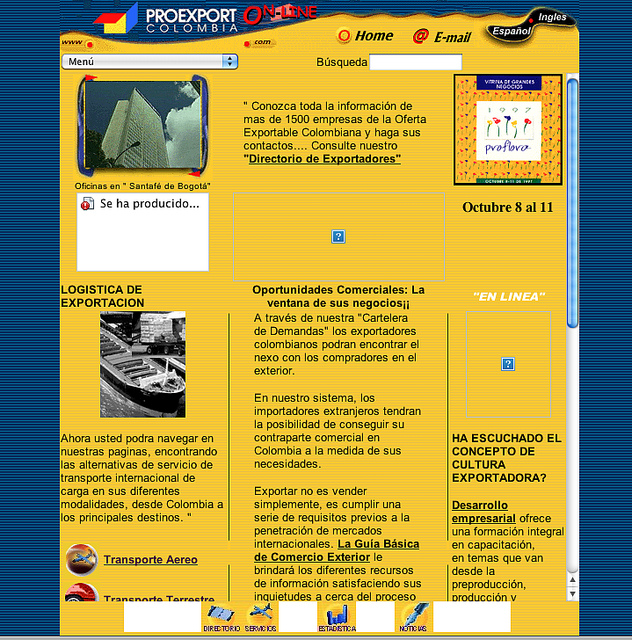 PROEXPORT
COLOMBIA
ON-LINE
www
.com
Home
@ E-mail
Español
Ingles
Menú
Búsqueda
" Conozca toda la información de
mas de 1500 empresas de la Oferta
Exportable Colombiana y haga sus
contactos.... Consulte nuestro
"Directorio de Exportadores"
VITRINA DE GRANDES
NEGOCIOS
1997
proflora
OCTUBRE 8-11 DE 1997
Oficinas en " Santafé de Bogotá"
Se ha producido...
Octubre 8 al 11
LOGISTICA DE
EXPORTACION
Ahora usted podra navegar en
nuestras paginas, encontrando
las alternativas de servicio de
transporte internacional de
carga en sus diferentes
modalidades, desde Colombia a
los principales destinos. "
Transporte Aereo
Transporte Terrestre
Oportunidades Comerciales: La
ventana de sus negocios¡¡
A través de nuestra "Cartelera
de Demandas" los exportadores
colombianos podran encontrar el
nexo con los compradores en el
exterior.
En nuestro sistema, los
importadores extranjeros tendran
la posibilidad de conseguir su
contraparte comercial en
Colombia a la medida de sus
necesidades.
Exportar no es vender
simplemente, es cumplir una
serie de requisitos previos a la
penetración de mercados
internacionales. La Guia Básica
de Comercio Exterior le
brindará los diferentes recursos
de información satisfaciendo sus
inquietudes a cerca del proceso
"EN LINEA"
HA ESCUCHADO EL
CONCEPTO DE
CULTURA
EXPORTADORA?
Desarrollo
empresarial ofrece
una formación integral
en capacitación,
en temas que van
desde la
preproducción,
producción y
DIRECTORIO
SERVICIOS
ESTADISTICA
NOTICIAS